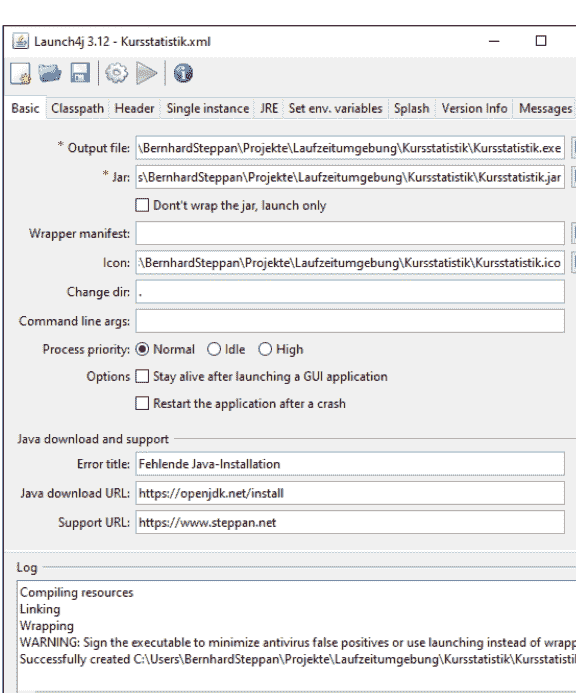 Launch4j 3.12 - Kursstatistik.xml
Basic Classpath Header Single instance JRE Set env. variables Splash Version Info Messages
* Output file: \BernhardSteppan\Projekte\Laufzeitumgebung\Kursstatistik\Kursstatistik.exe
* Jar: s\BernhardSteppan\Projekte\Laufzeitumgebung\Kursstatistik\Kursstatistik.jar
Dont't wrap the jar, launch only
Wrapper manifest:
Icon: \BernhardSteppan\Projekte\Laufzeitumgebung\Kursstatistik\Kursstatistik.ico
Change dir: .
Command line args:
Process priority: Normal Idle High
Options Stay alive after launching a GUI application
Restart the application after a crash
Java download and support
Error title: Fehlende Java-Installation
Java download URL: https://openjdk.net/install
Support URL: https://www.steppan.net
Log
Compiling resources
Linking
Wrapping
WARNING: Sign the executable to minimize antivirus false positives or use launching instead of wrapp
Successfully created C:\Users\BernhardSteppan\Projekte\Laufzeitumgebung\Kursstatistik\Kursstatisti